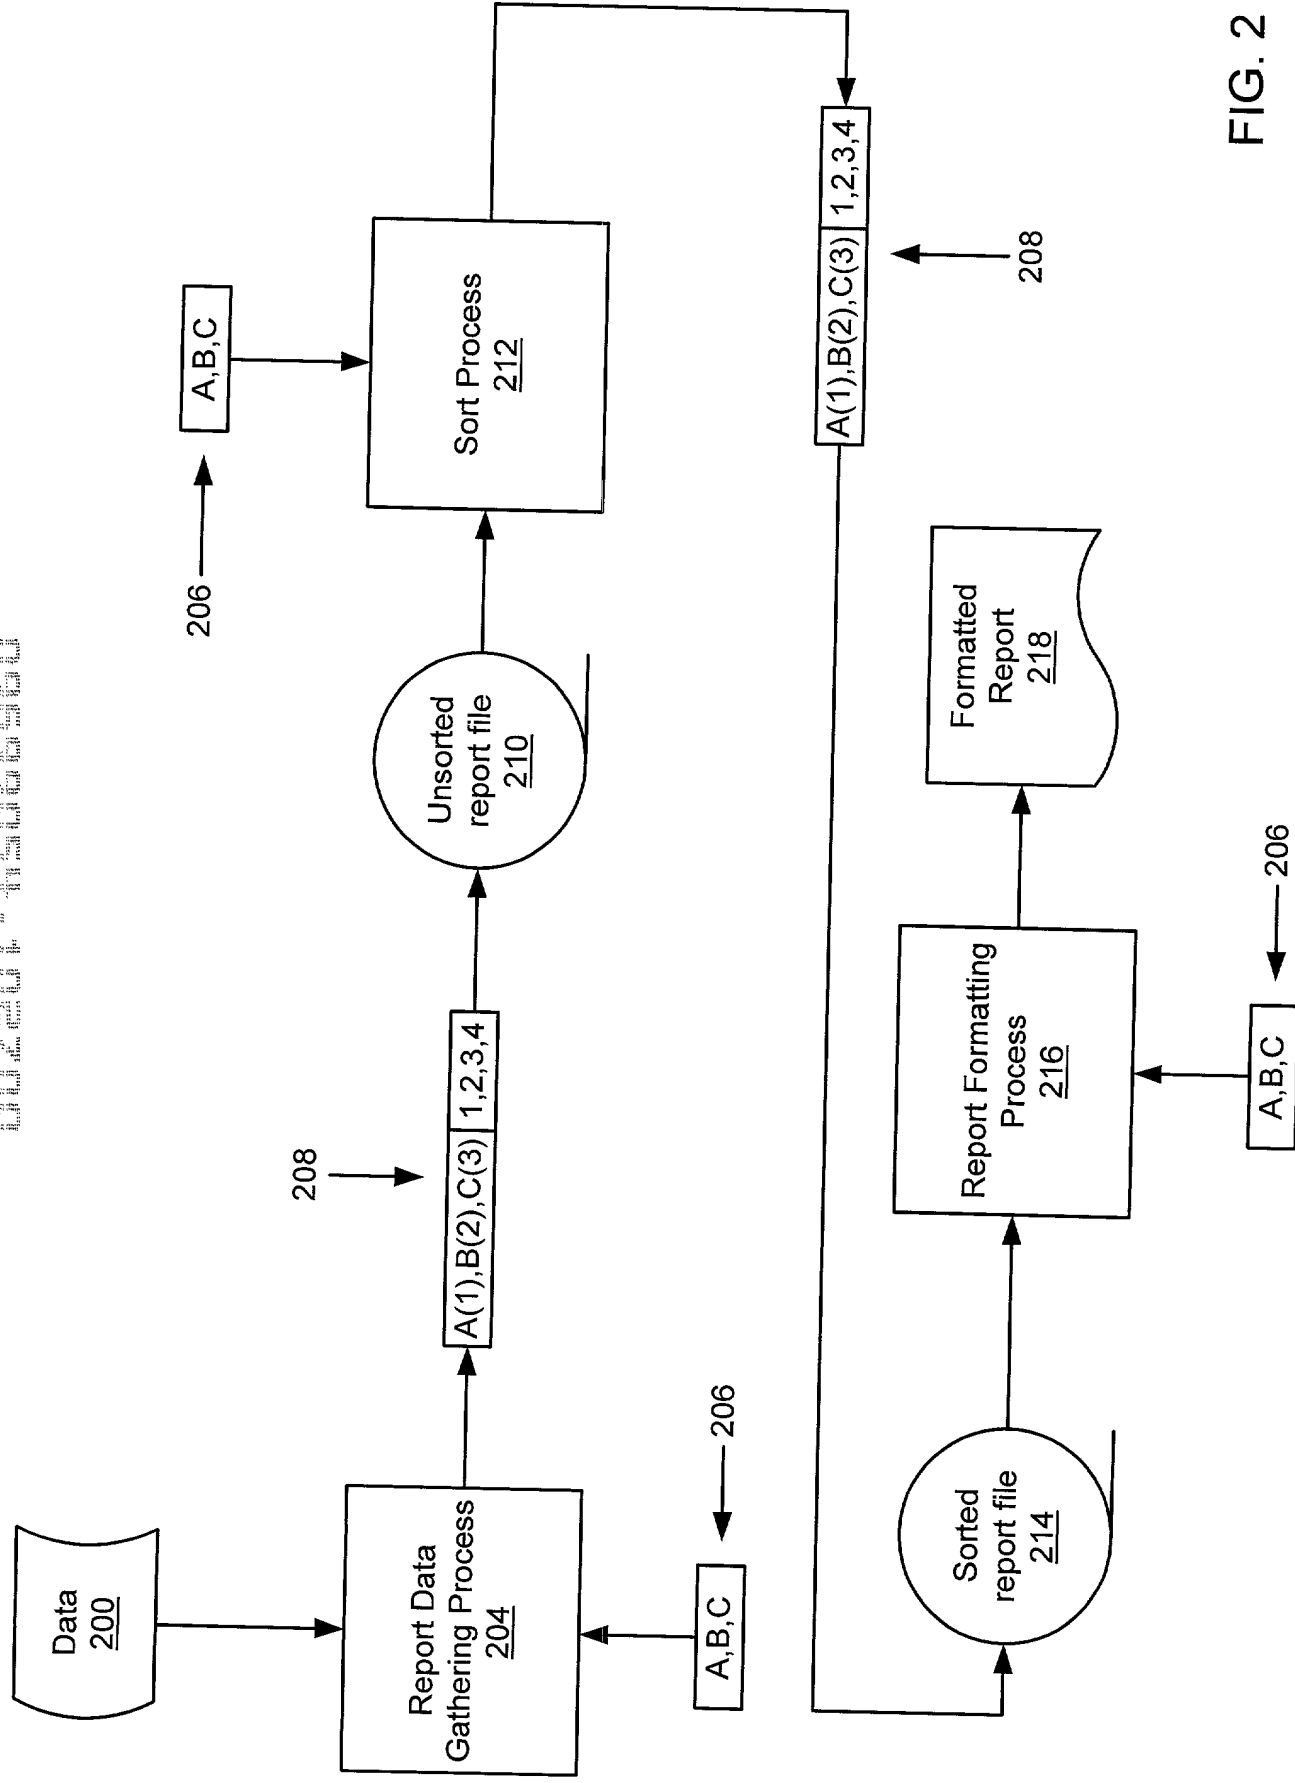 Data
200
Report Data
Gathering Process
204
A,B,C
206
A(1),B(2),C(3) 1,2,3,4
208
Unsorted
report file
210
206
A,B,C
Sort Process
212
A(1),B(2),C(3) 1,2,3,4
208
Sorted
report file
214
Report Formatting
Process
216
A,B,C
206
Formatted
Report
218
FIG. 2